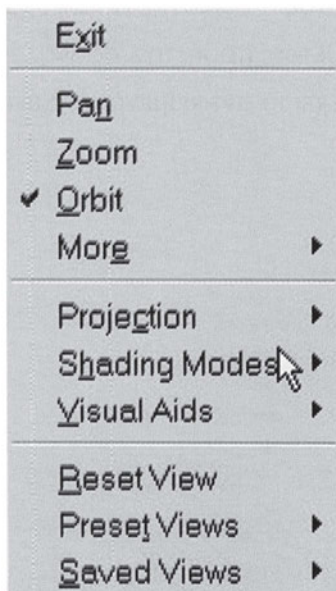 Exit
Pan
Zoom
Orbit
More
Projection
Shading Modes
Visual Aids
Reset View
Preset Views
Saved Views